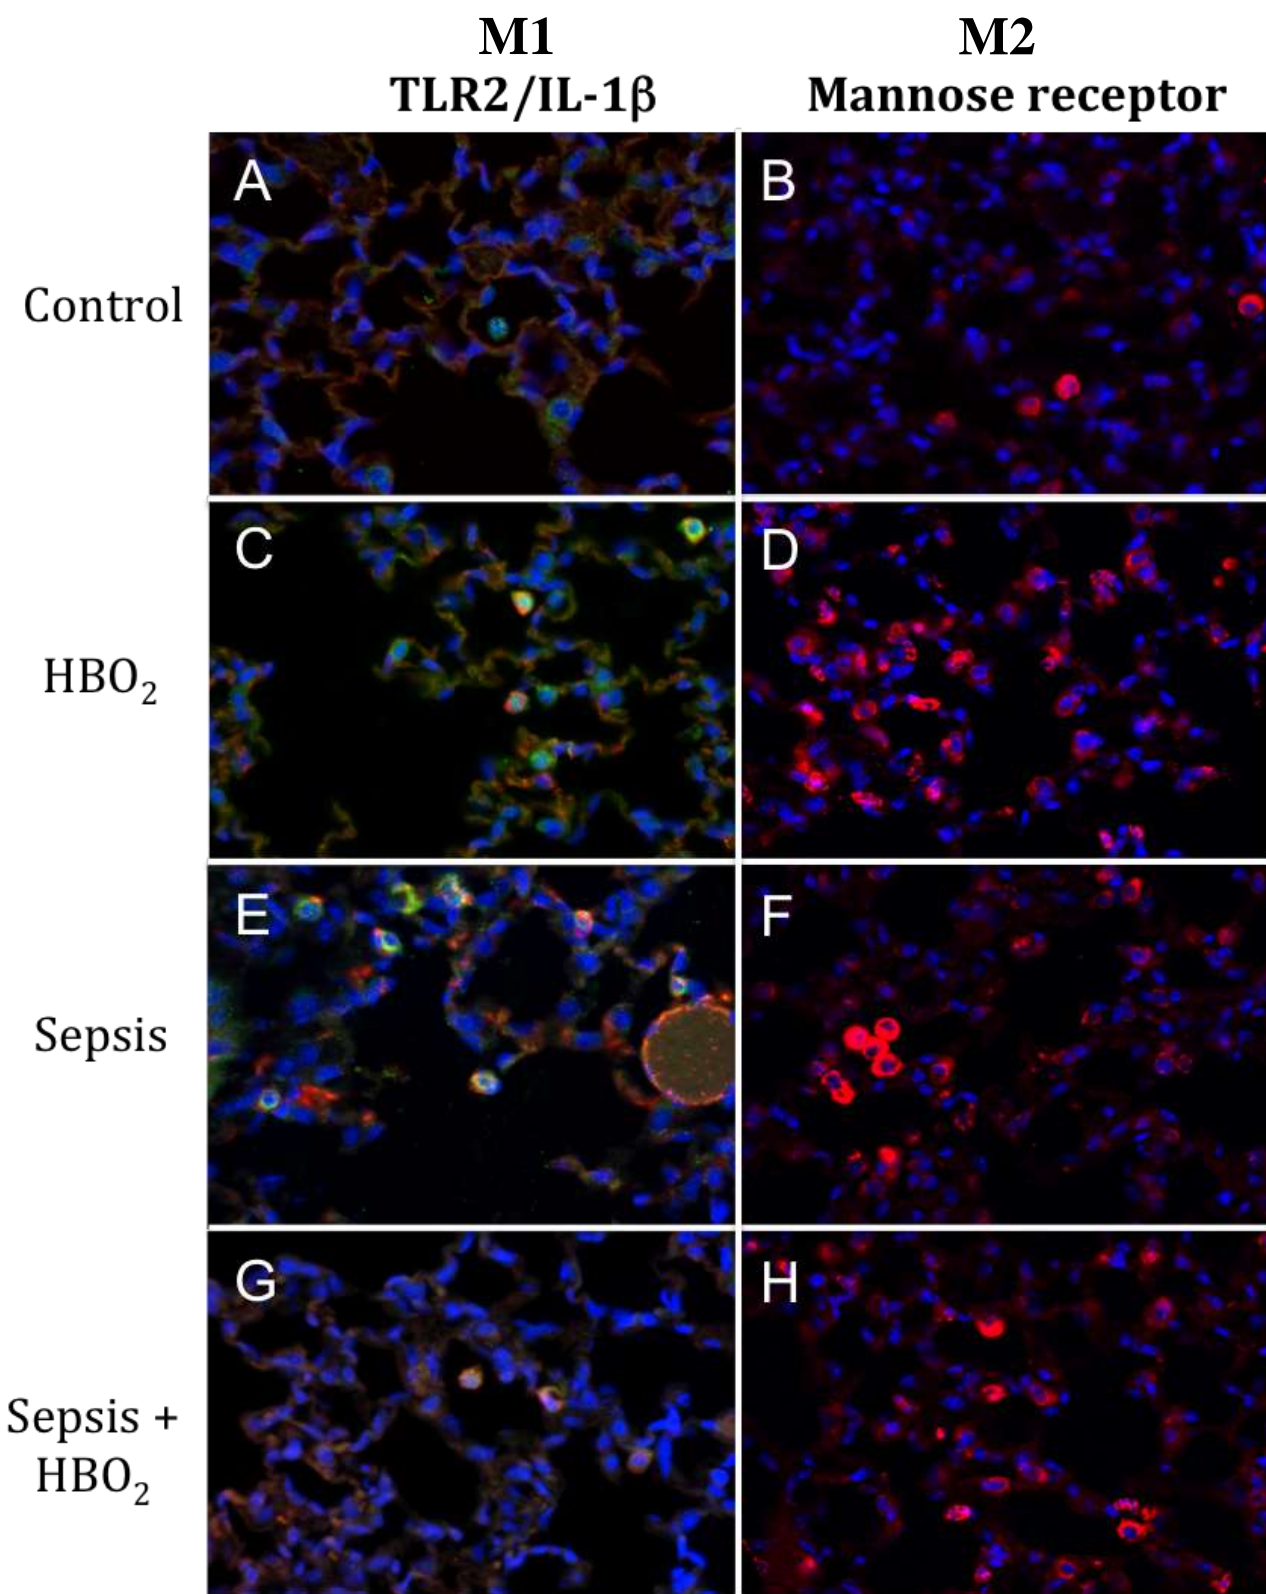 M1
M2
TLR2/IL-1β
Mannose receptor
A
B
Control
C
D
HBO₂
E
F
Sepsis
G
H
Sepsis +
HBO₂